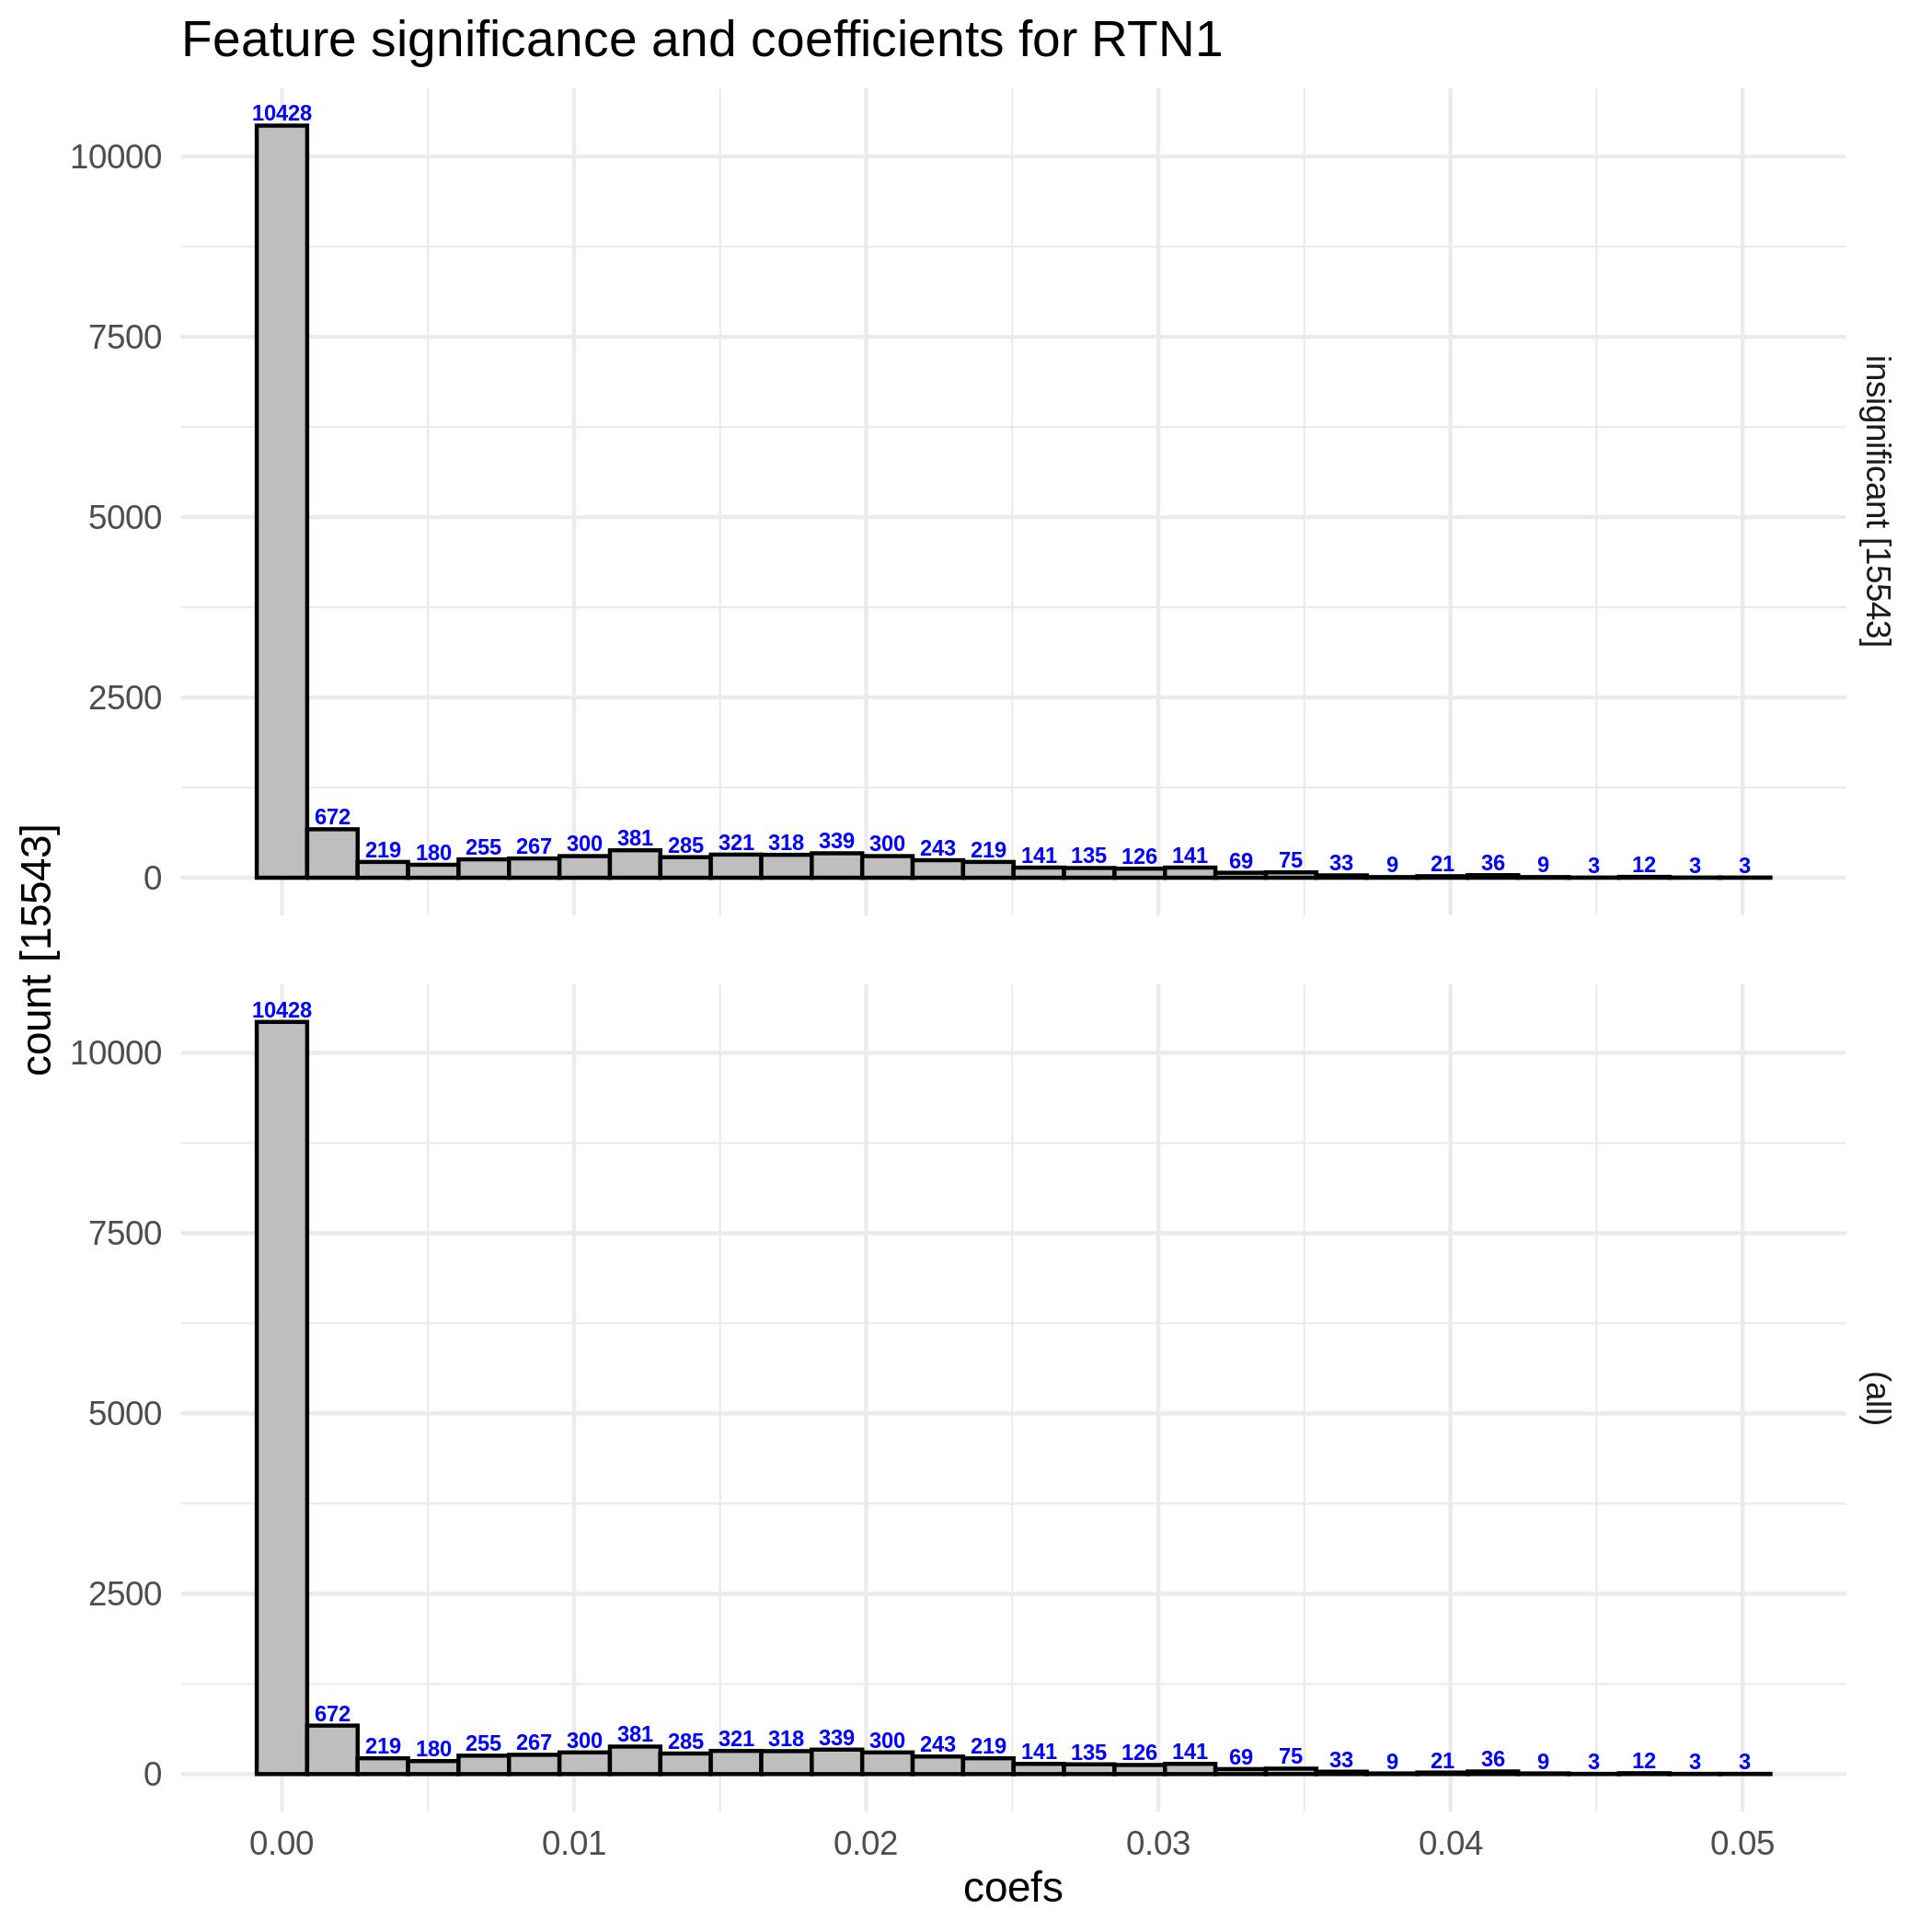 Feature significance and coefficients for RTN1
count [15543]
10000
7500
5000
2500
0
10428
672 219 180 255 267 300 381 285 321 318 339 300 243 219 141 135 126 141 69 75 33 9 21 36 9 3 12 3 3
insignificant [15543]
10000
7500
5000
2500
0
10428
672 219 180 255 267 300 381 285 321 318 339 300 243 219 141 135 126 141 69 75 33 9 21 36 9 3 12 3 3
(all)
0.00 0.01 0.02 0.03 0.04 0.05
coefs